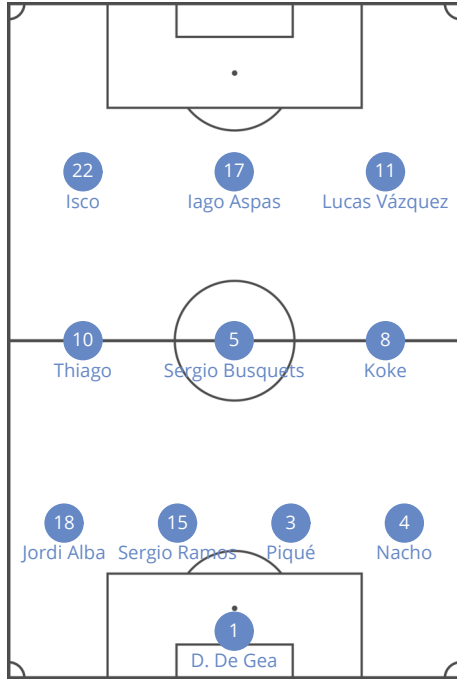 22 17 11
Isco Iago Aspas Lucas Vázquez
10 5 8
Thiago Sergio Busquets Koke
18 15 3 4
Jordi Alba Sergio Ramos Piqué Nacho
1
D. De Gea